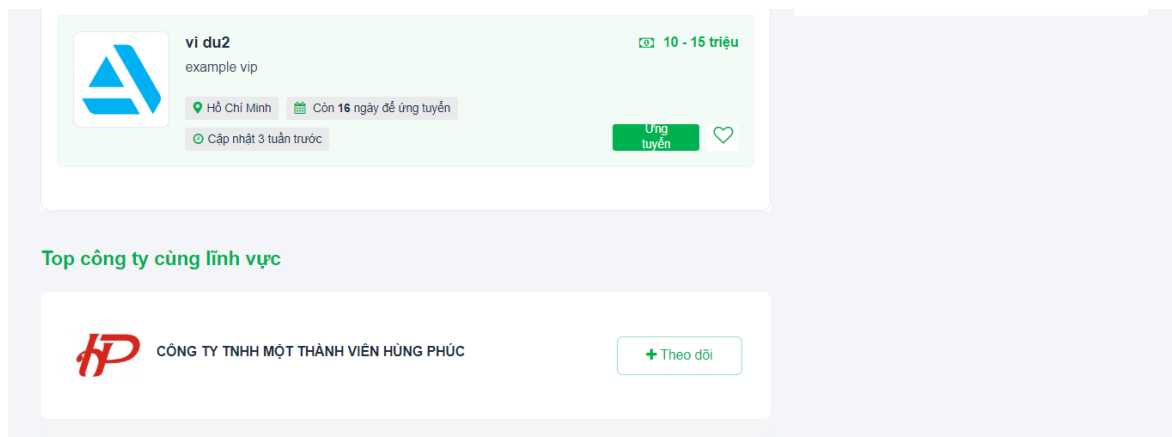 vi du2
10 - 15 triệu
example vip
Hồ Chí Minh
Còn 16 ngày để ứng tuyển
Cập nhật 3 tuần trước
Ứng
tuyển
Top công ty cùng lĩnh vực
HP
CÔNG TY TNHH MỘT THÀNH VIÊN HÙNG PHÚC
+ Theo dõi